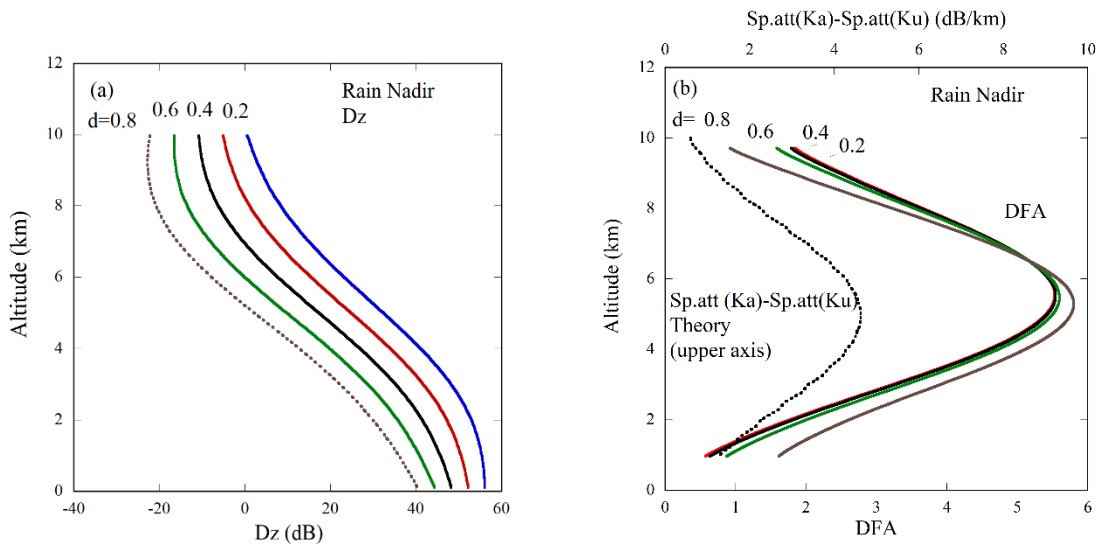 12
(a)
Rain Nadir
Dz
d=0.8
0.6
0.4
0.2
10
8
6
4
2
0
Altitude (km)
-40
-20
0
20
40
60
Dz (dB)
Sp.att(Ka)-Sp.att(Ku) (dB/km)
0
2
4
6
8
10
12
(b)
Rain Nadir
d= 0.8
0.6
0.4
0.2
10
DFA
8
6
Sp.att (Ka)-Sp.att(Ku)
Theory
(upper axis)
4
2
0
Altitude (km)
0
1
2
3
4
5
6
DFA